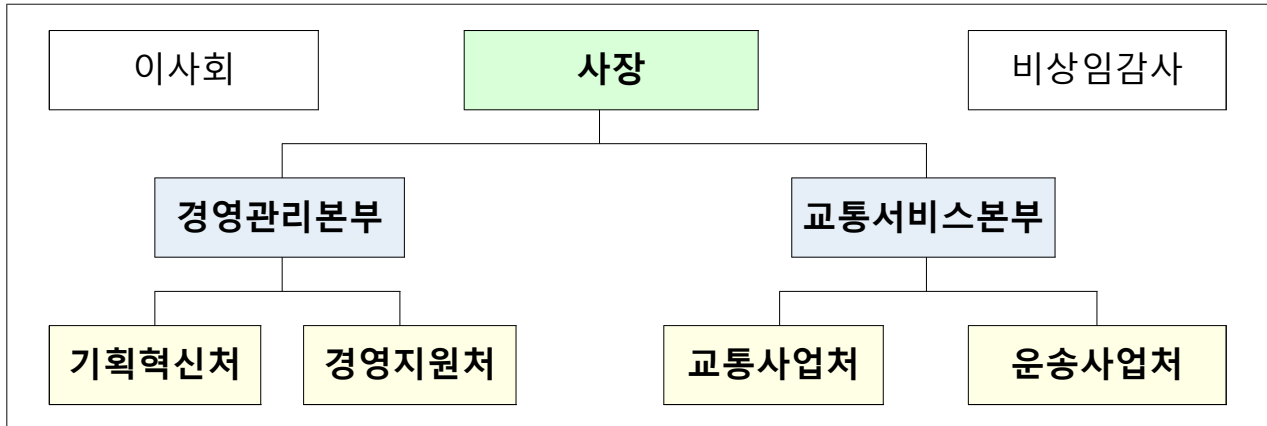 이사회
사장
비상임감사
경영관리본부
교통서비스본부
기획혁신처
경영지원처
교통사업처
운송사업처